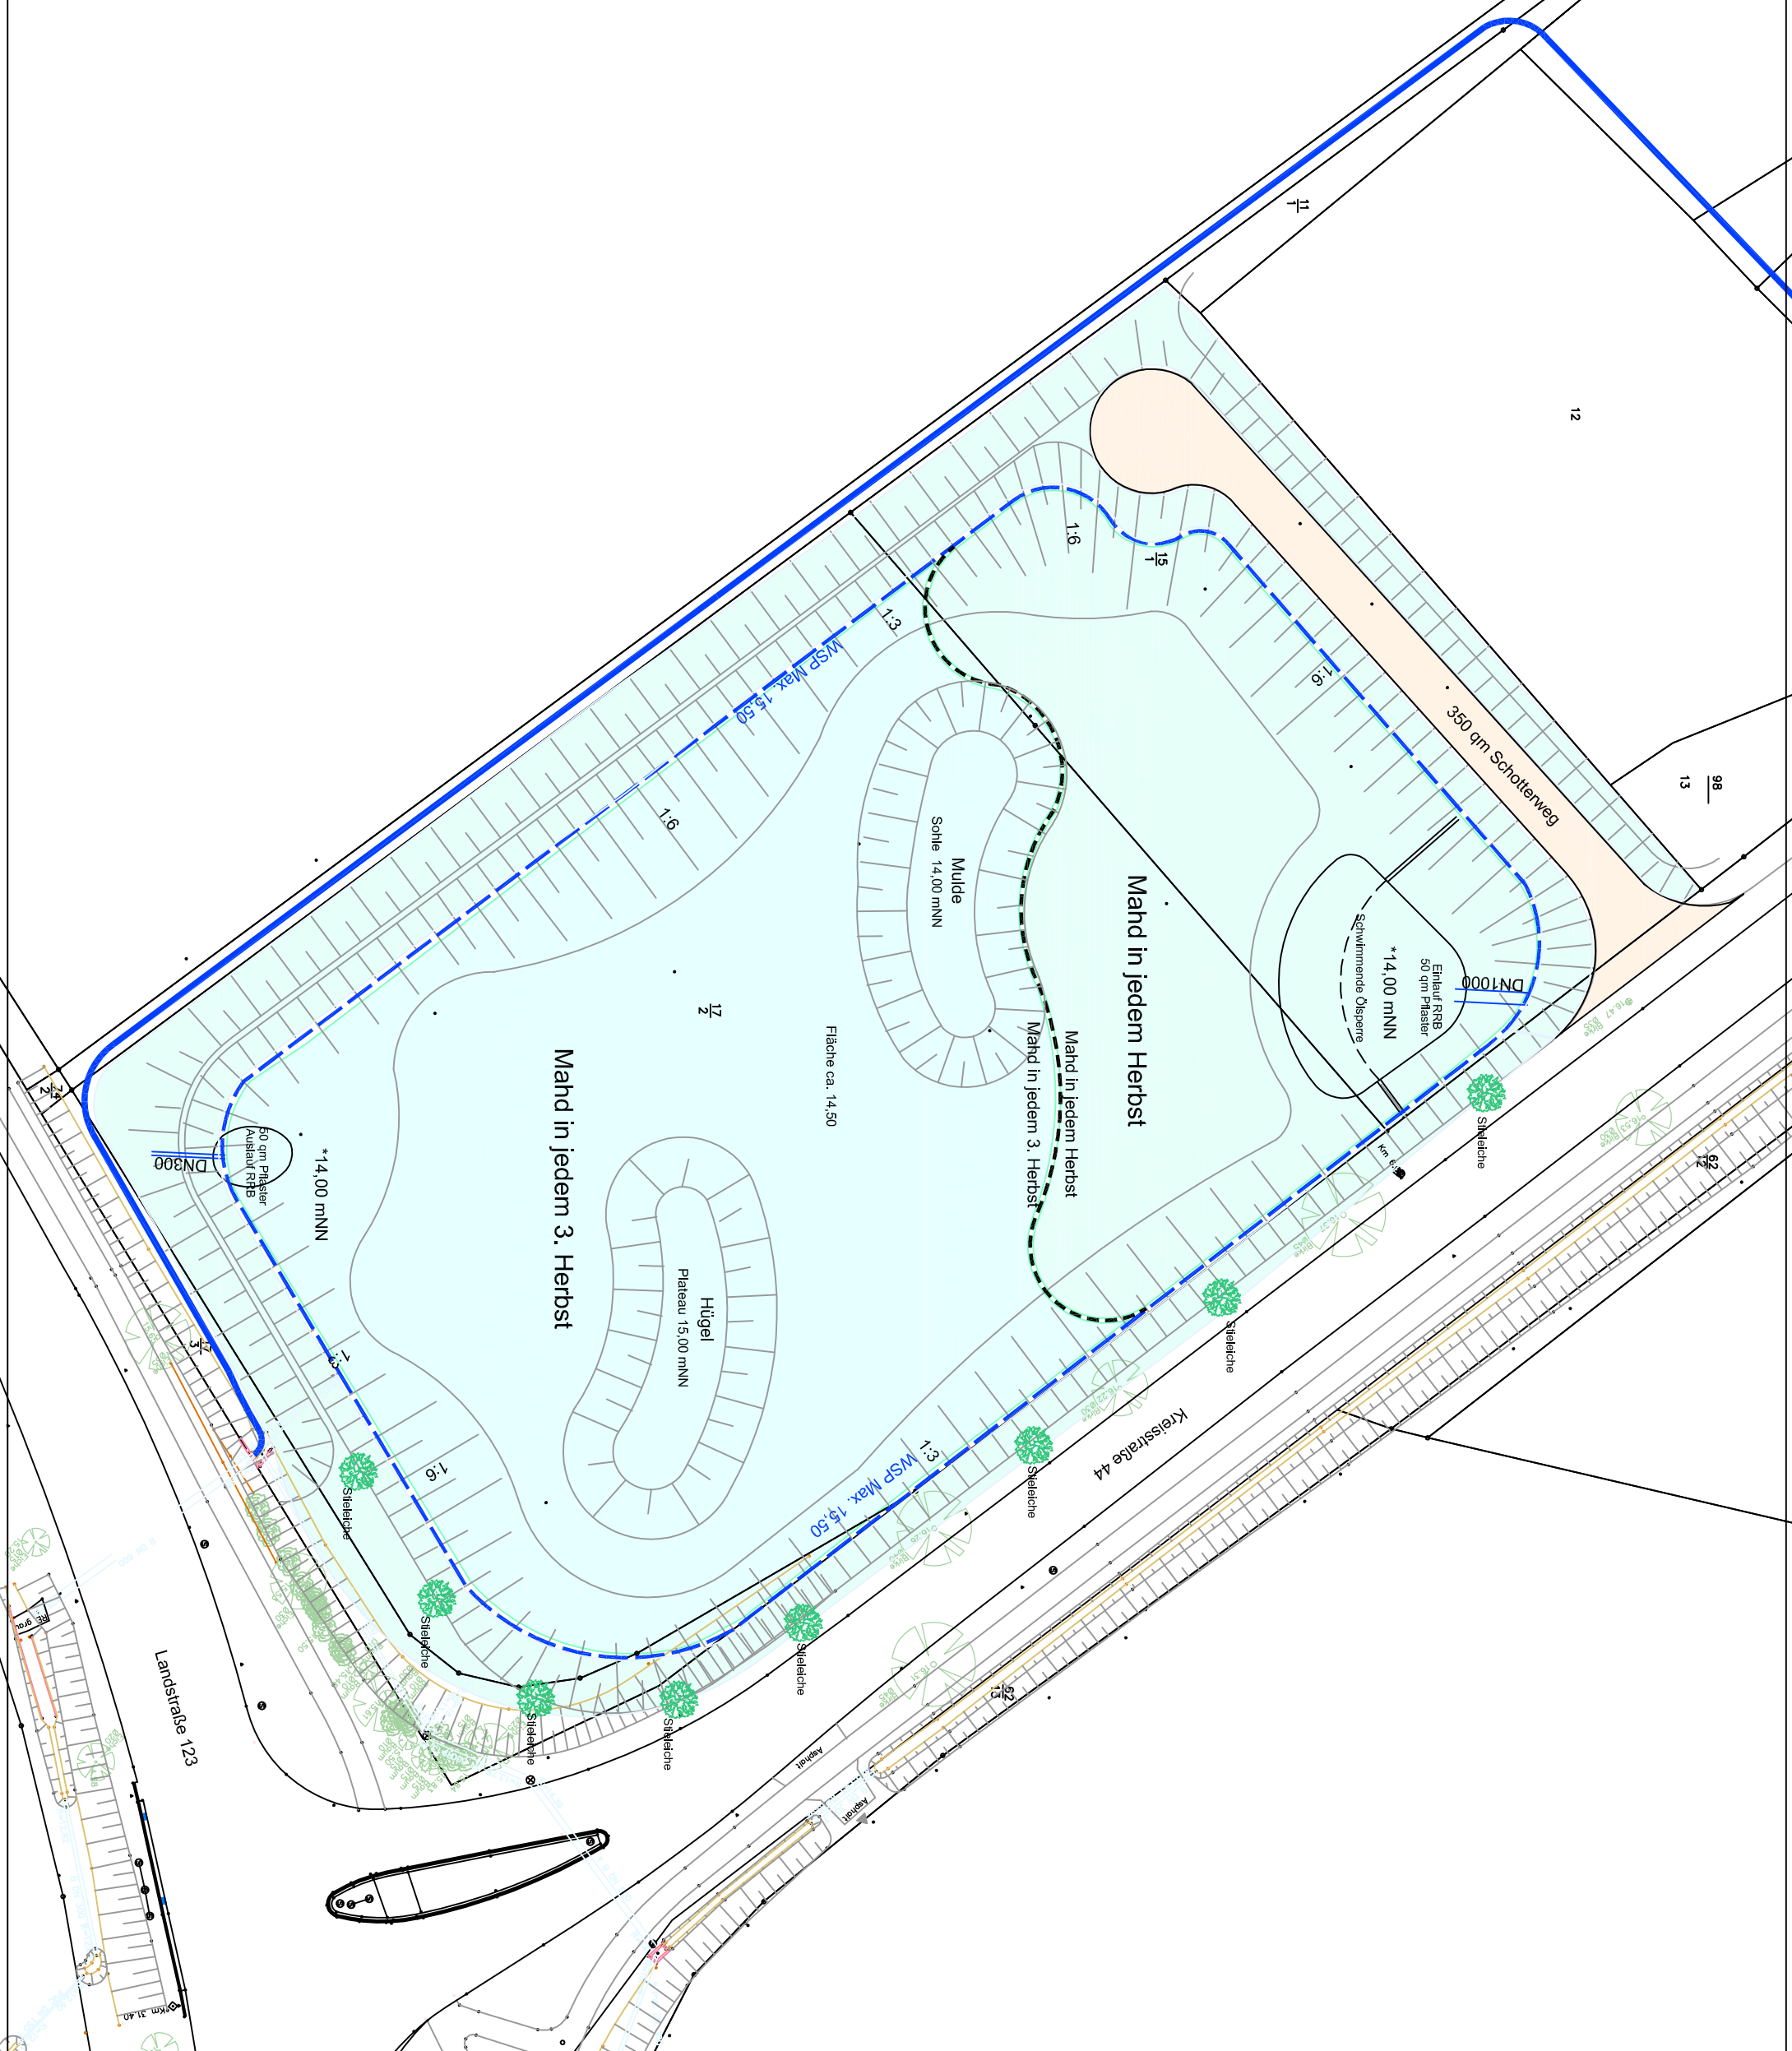 11
1
12
1:6
15
1
1:3
WSP Max. 15,50
1:6
350 qm Schotterweg
98
13
1:6
Mulde
Sohle 14,00 mNN
Mahd in jedem Herbst
Schwimmende Ölsperre
*14,00 mNN
Einlauf RRB
50 qm Pflaster
DN1000
17
2
Fläche ca. 14,50
Mahd in jedem Herbst
Mahd in jedem 3. Herbst
Mahd in jedem 3. Herbst
Stieleiche
62
12
50 qm Pflaster
Auslauf RRB
DN300
*14,00 mNN
Hügel
Plateau 15,00 mNN
Stieleiche
1:3
1:6
1:3
WSP Max. 15,50
Kreisstraße 44
Stieleiche
Stieleiche
Stieleiche
Stieleiche
Stieleiche
Stieleiche
Landstraße 123
62
13
Asphalt
Asphalt
Km 31.40